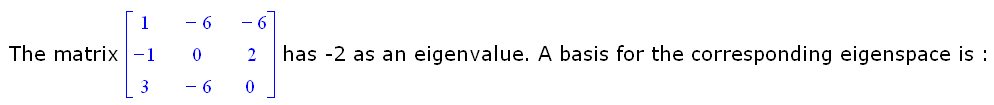 The matrix [1 −6 −6; −1 0 2; 3 −6 0] has -2 as an eigenvalue. A basis for the corresponding eigenspace is :